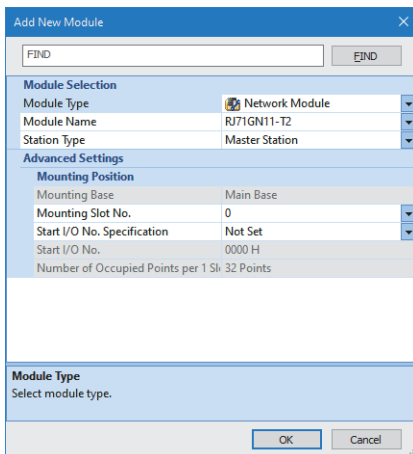 Add New Module
FIND FIND
Module Selection
Module Type Network Module
Module Name RJ71GN11-T2
Station Type Master Station
Advanced Settings
Mounting Position
Mounting Base Main Base
Mounting Slot No. 0
Start I/O No. Specification Not Set
Start I/O No. 0000 H
Number of Occupied Points per 1 Sl 32 Points
Module Type
Select module type.
OK Cancel